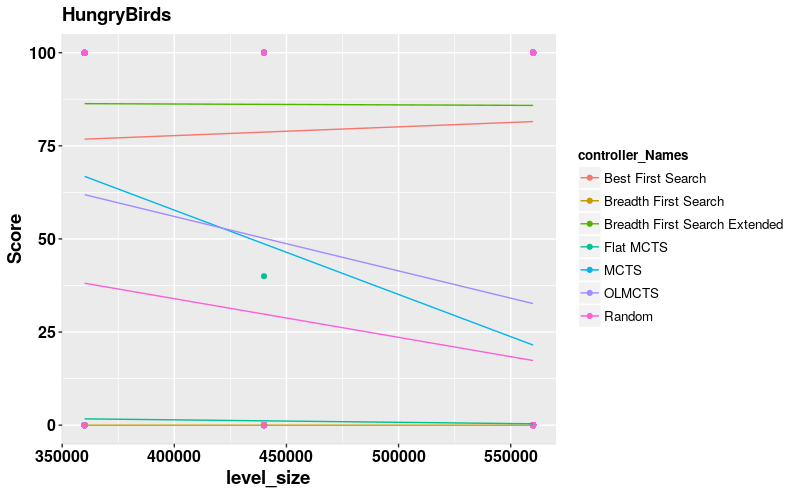 HungryBirds
100
75
50
25
0
Score
350000 400000 450000 500000 550000
level_size
controller_Names
Best First Search
Breadth First Search
Breadth First Search Extended
Flat MCTS
MCTS
OLMCTS
Random